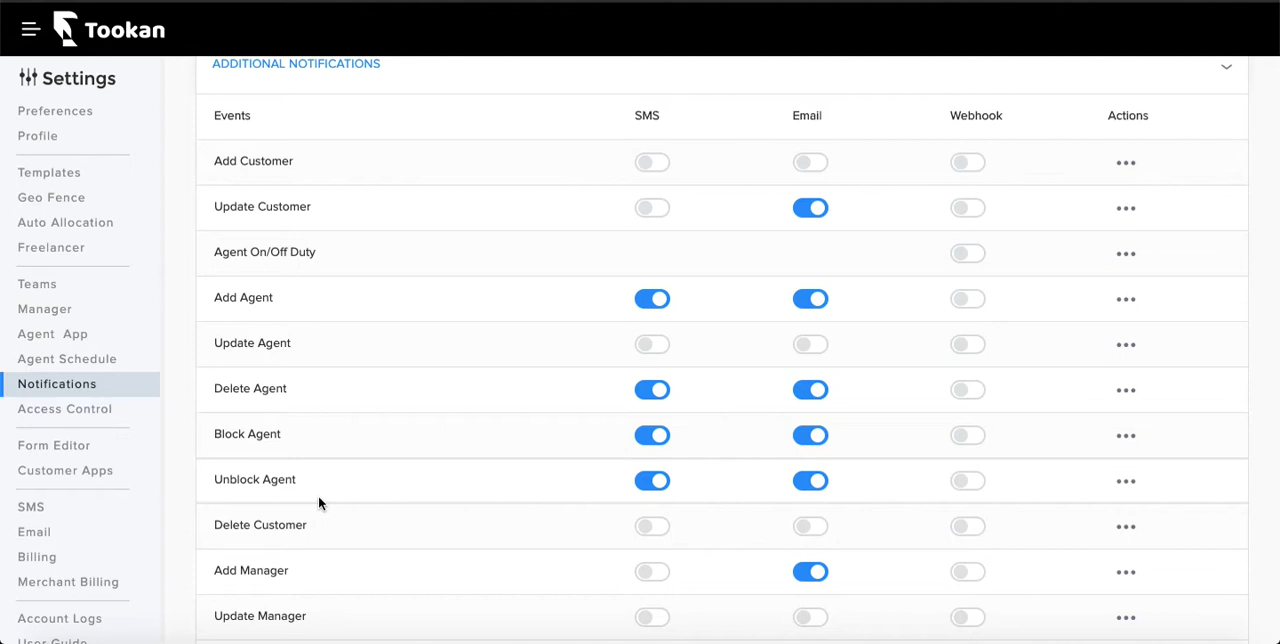 Tookan
Settings
Preferences
Profile
Templates
Geo Fence
Auto Allocation
Freelancer
Teams
Manager
Agent App
Agent Schedule
Notifications
Access Control
Form Editor
Customer Apps
SMS
Email
Billing
Merchant Billing
Account Logs
User Guide
ADDITIONAL NOTIFICATIONS
Events SMS Email Webhook Actions
Add Customer
Update Customer
Agent On/Off Duty
Add Agent
Update Agent
Delete Agent
Block Agent
Unblock Agent
Delete Customer
Add Manager
Update Manager